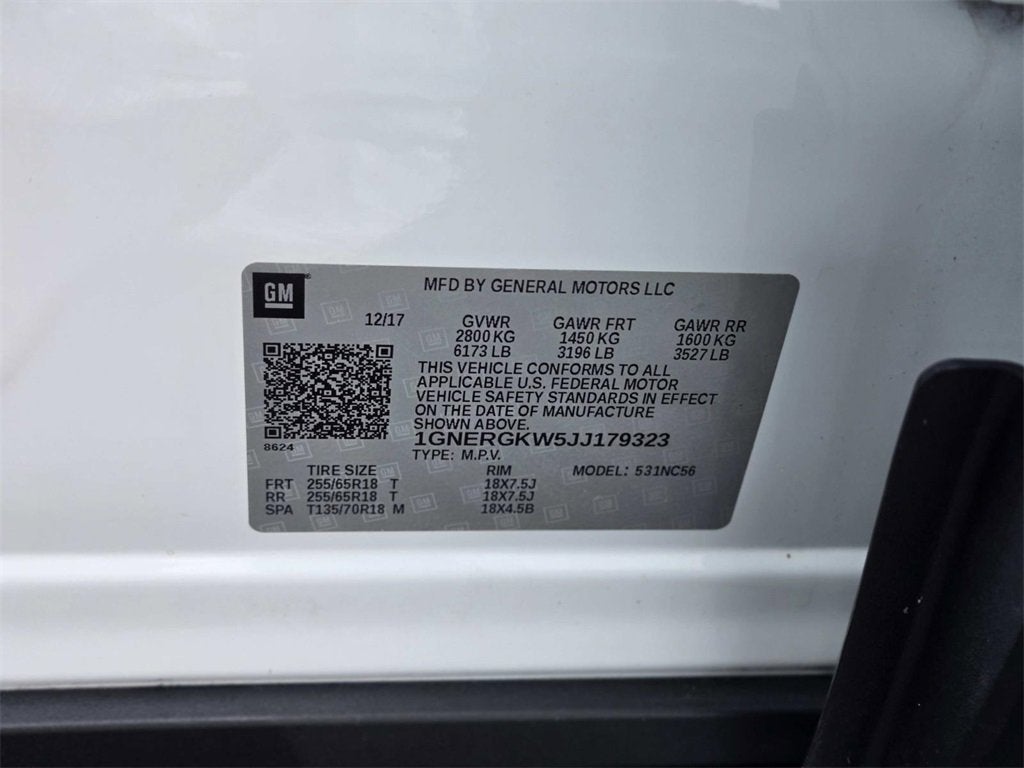 GM®
MFD BY GENERAL MOTORS LLC
12/17 GVWR GAWR FRT GAWR RR
2800 KG 1450 KG 1600 KG
6173 LB 3196 LB 3527 LB
THIS VEHICLE CONFORMS TO ALL
APPLICABLE U.S. FEDERAL MOTOR
VEHICLE SAFETY STANDARDS IN EFFECT
ON THE DATE OF MANUFACTURE
SHOWN ABOVE.
8624
1GNERGKW5JJ179323
TYPE: M.P.V.
TIRE SIZE RIM MODEL: 531NC56
FRT 255/65R18 T 18X7.5J
RR 255/65R18 T 18X7.5J
SPA T135/70R18 M 18X4.5B